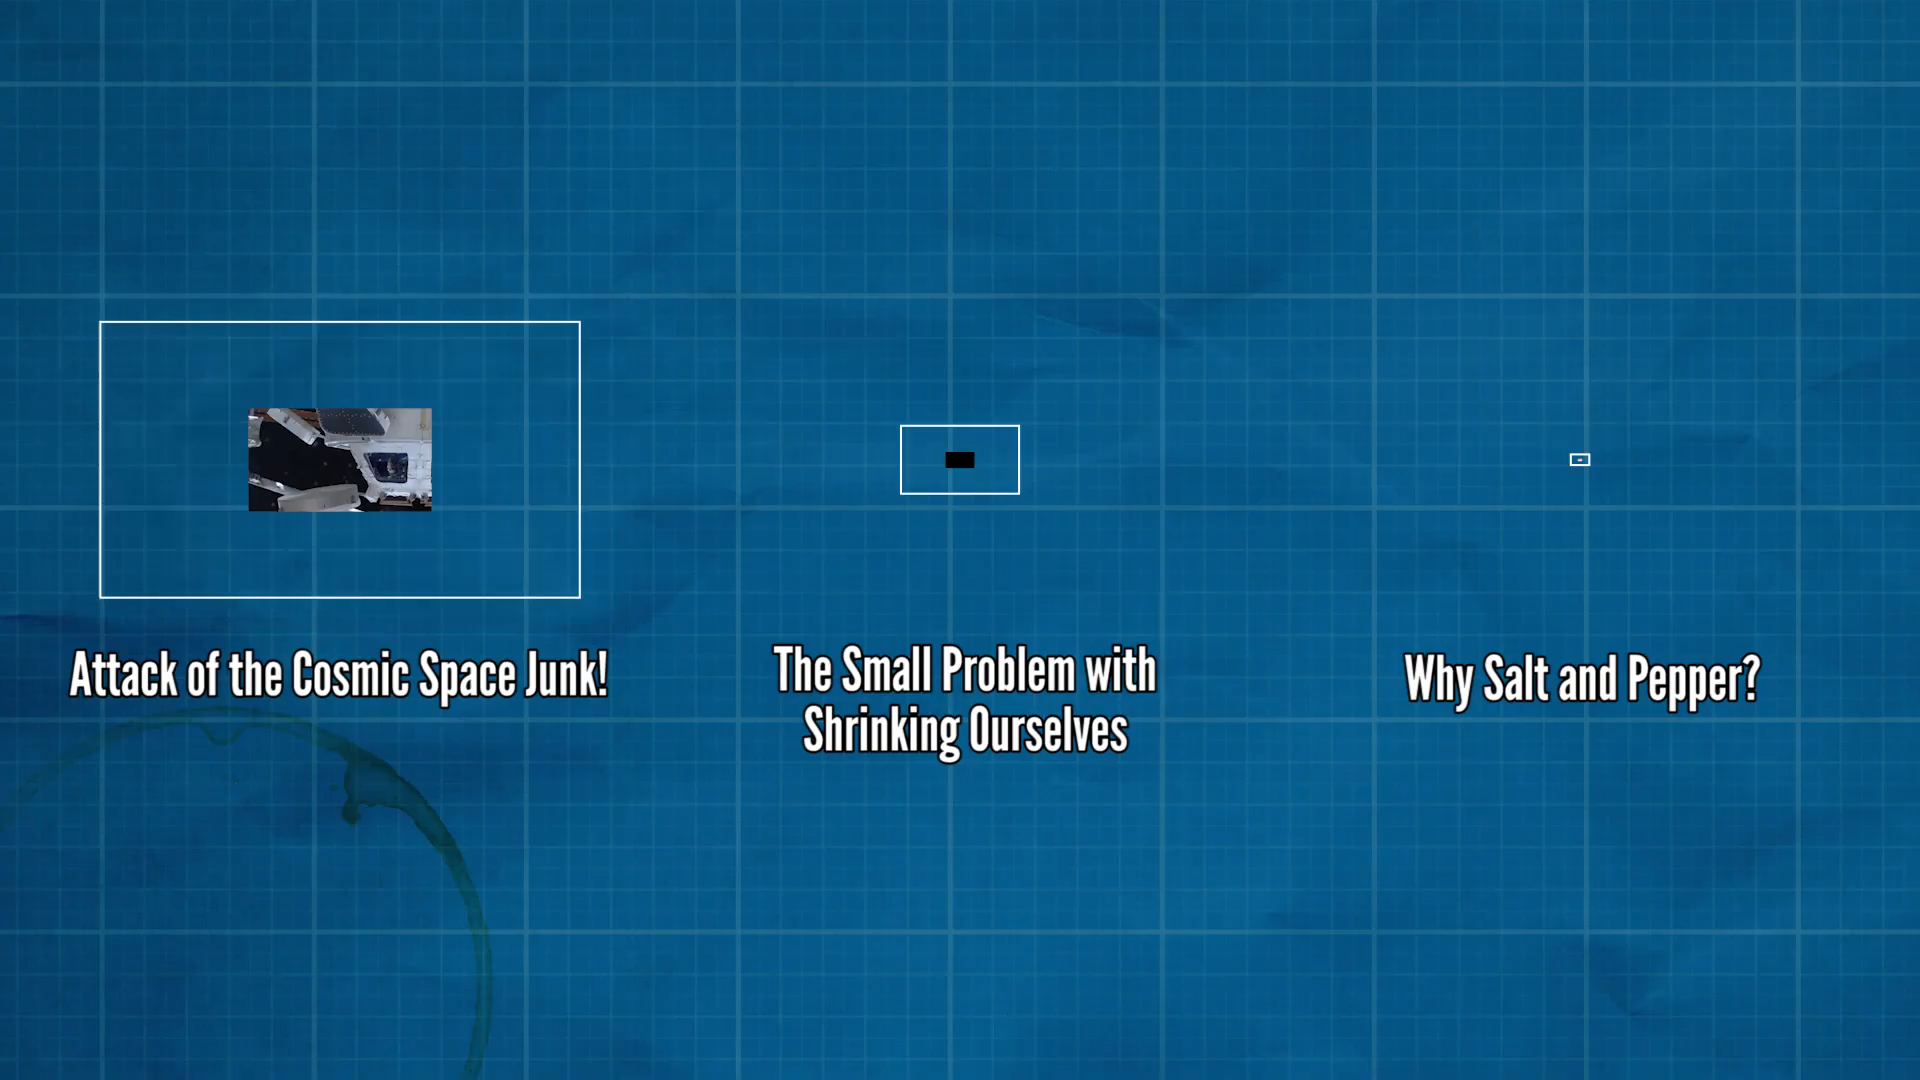 Attack of the Cosmic Space Junk!
The Small Problem with
Shrinking Ourselves
Why Salt and Pepper?